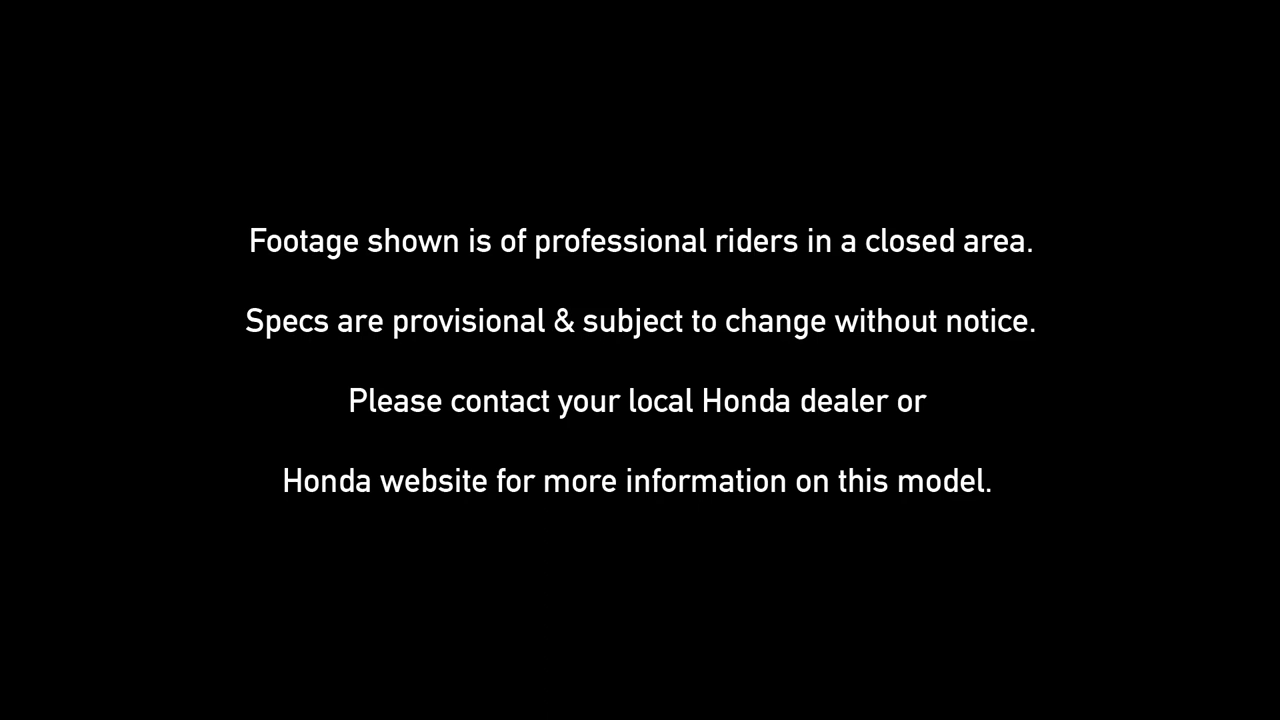 Footage shown is of professional riders in a closed area.
Specs are provisional & subject to change without notice.
Please contact your local Honda dealer or
Honda website for more information on this model.